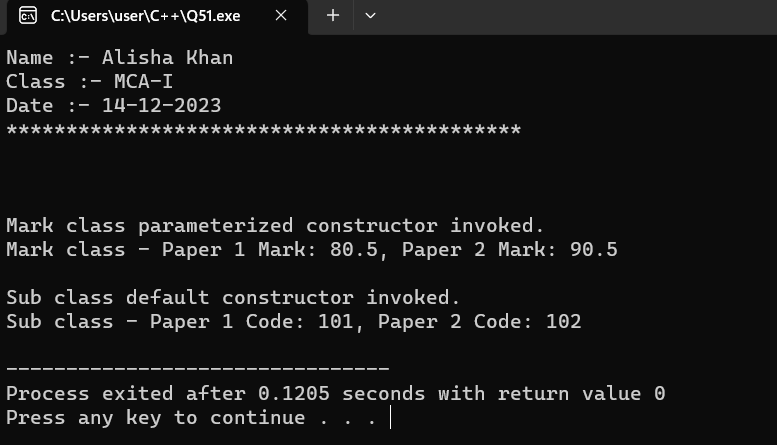 C:\Users\user\C++\Q51.exe
Name :- Alisha Khan
Class :- MCA-I
Date :- 14-12-2023
*******************************************
Mark class parameterized constructor invoked.
Mark class - Paper 1 Mark: 80.5, Paper 2 Mark: 90.5
Sub class default constructor invoked.
Sub class - Paper 1 Code: 101, Paper 2 Code: 102
--------------------------------
Process exited after 0.1205 seconds with return value 0
Press any key to continue . . .